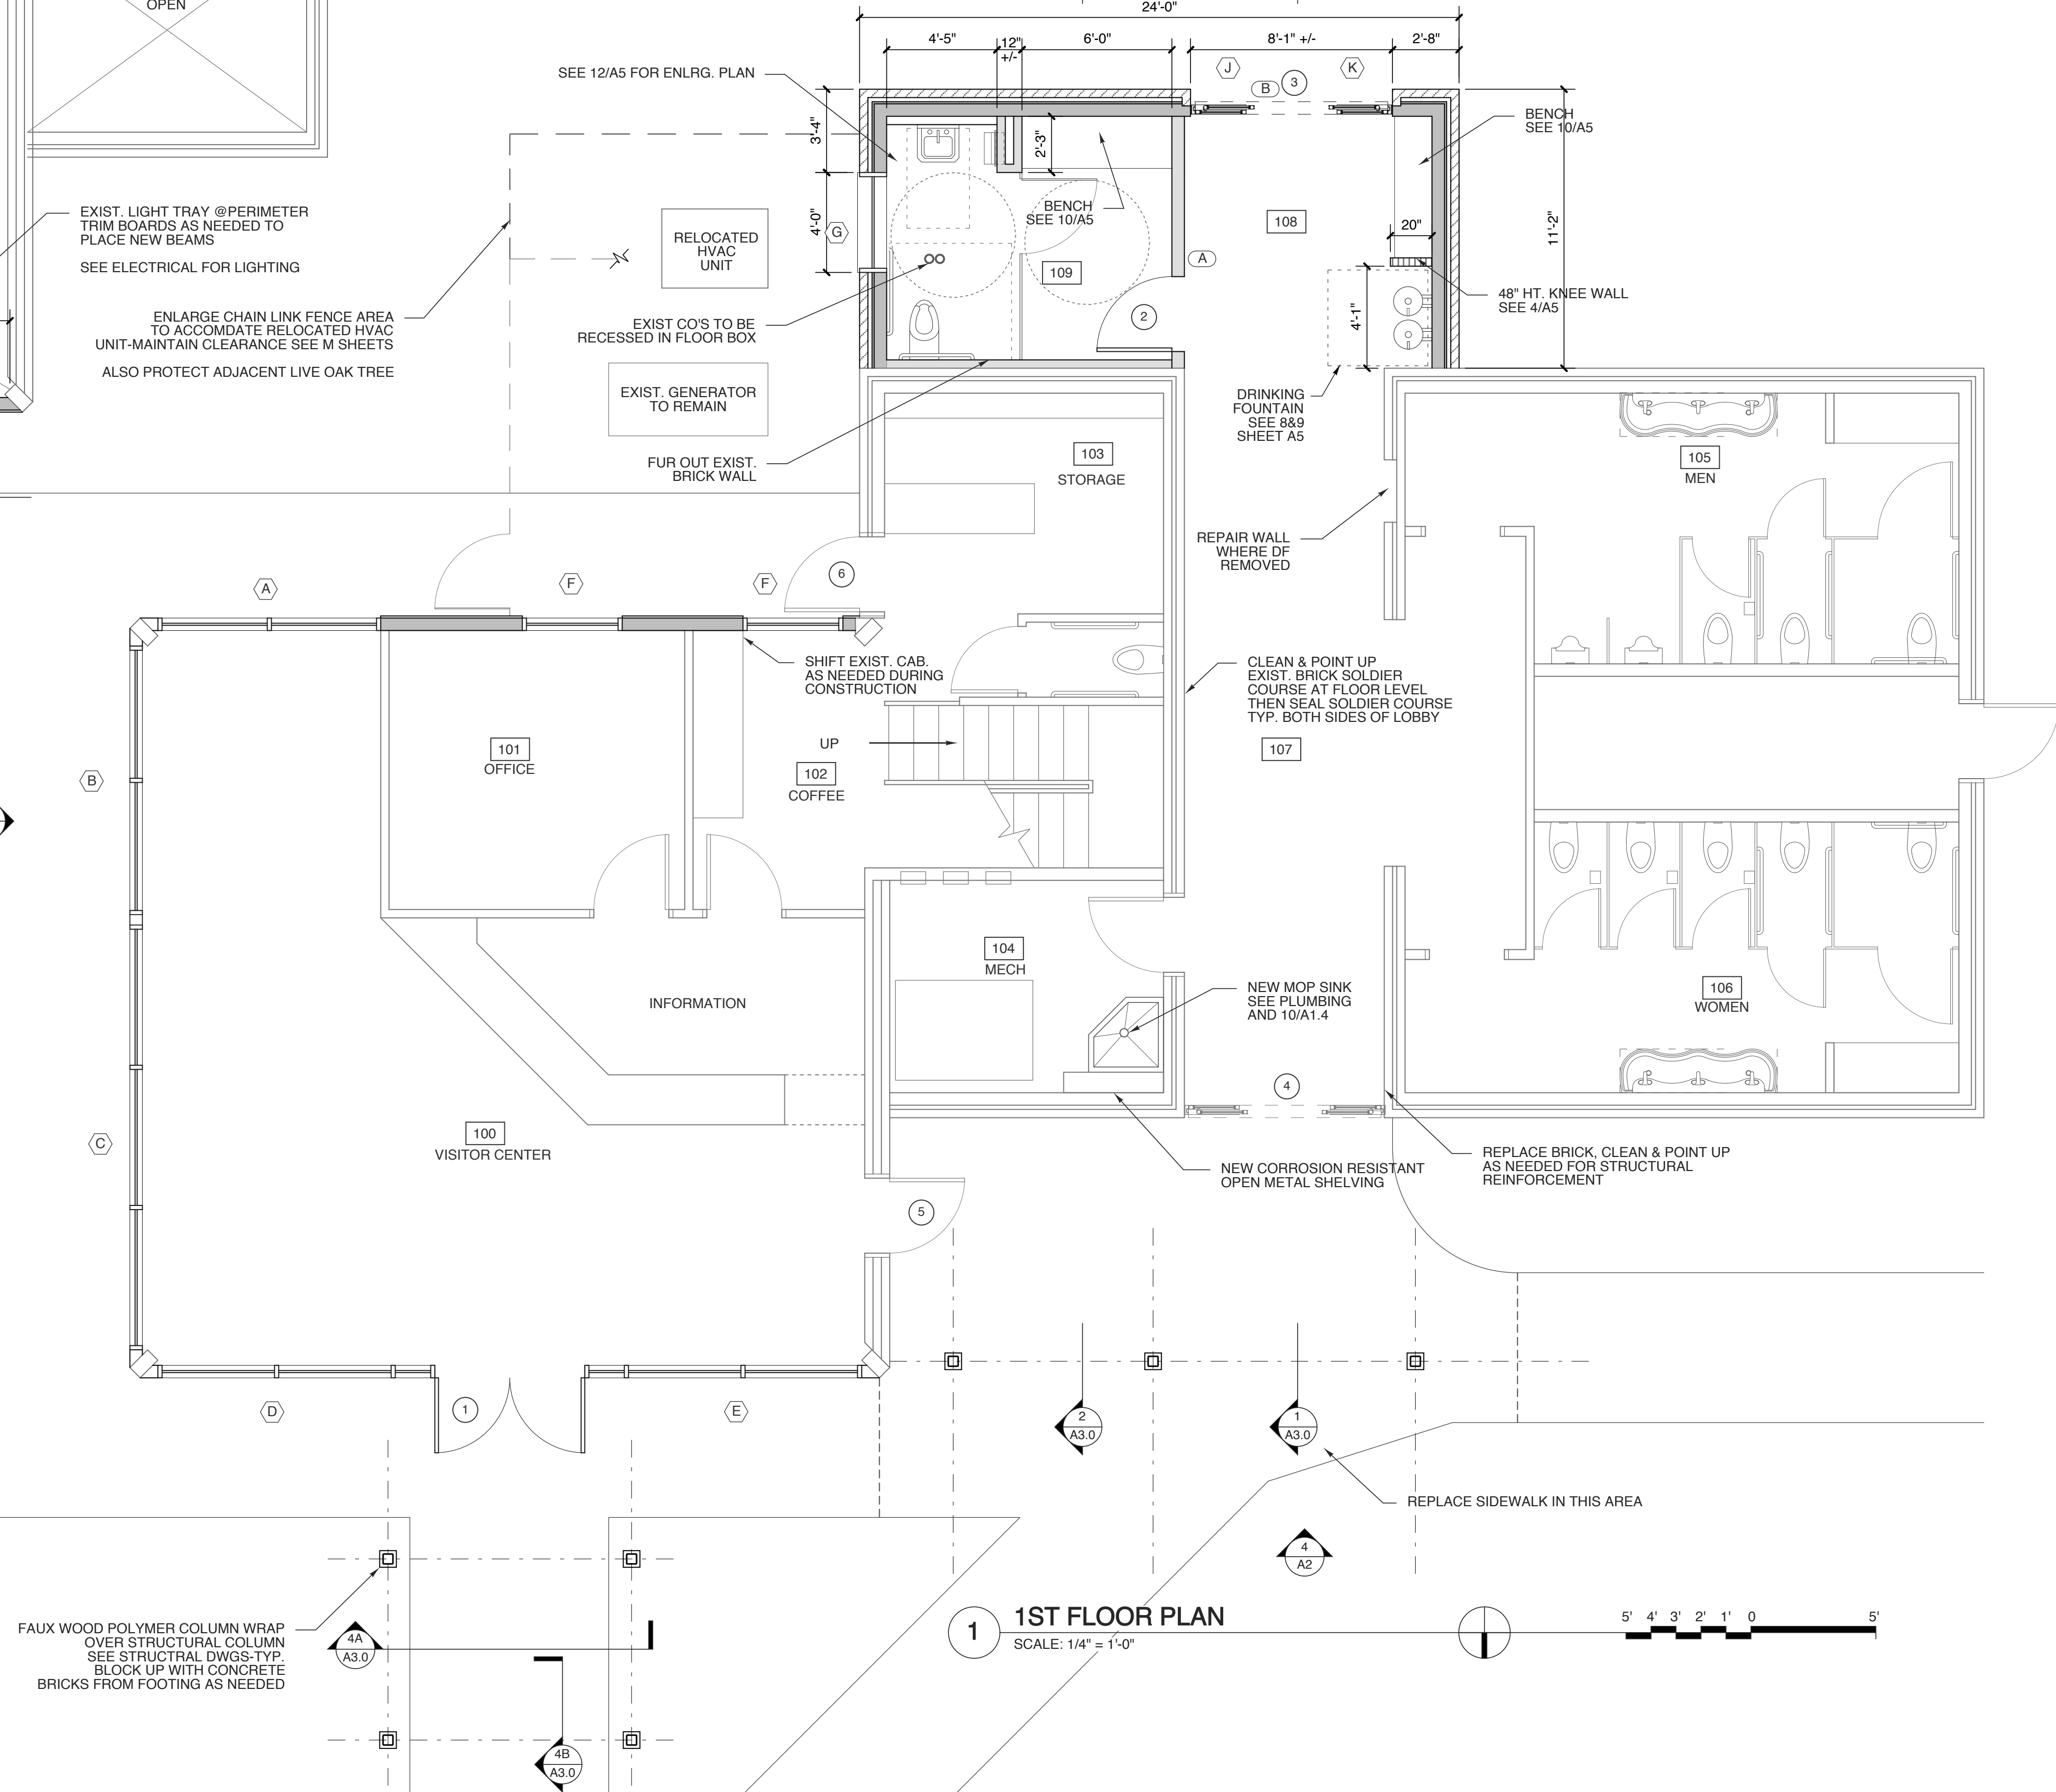 OPEN
24'-0"
4'-5"
12"
+/-
6'-0"
8'-1" +/-
2'-8"
SEE 12/A5 FOR ENLRG. PLAN
J
K
B
3
3'-4"
2'-3"
BENCH
SEE 10/A5
11'-2"
EXIST. LIGHT TRAY @PERIMETER
TRIM BOARDS AS NEEDED TO
PLACE NEW BEAMS
SEE ELECTRICAL FOR LIGHTING
4'-0"
G
RELOCATED
HVAC
UNIT
BENCH
SEE 10/A5
108
20"
A
109
48" HT. KNEE WALL
SEE 4/A5
ENLARGE CHAIN LINK FENCE AREA
TO ACCOMDATE RELOCATED HVAC
UNIT-MAINTAIN CLEARANCE SEE M SHEETS
ALSO PROTECT ADJACENT LIVE OAK TREE
EXIST CO'S TO BE
RECESSED IN FLOOR BOX
2
4'-1"
EXIST. GENERATOR
TO REMAIN
DRINKING
FOUNTAIN
SEE 8&9
SHEET A5
FUR OUT EXIST.
BRICK WALL
103
STORAGE
105
MEN
REPAIR WALL
WHERE DF
REMOVED
A
F
F
6
SHIFT EXIST. CAB.
AS NEEDED DURING
CONSTRUCTION
CLEAN & POINT UP
EXIST. BRICK SOLDIER
COURSE AT FLOOR LEVEL
THEN SEAL SOLDIER COURSE
TYP. BOTH SIDES OF LOBBY
B
101
OFFICE
UP
102
COFFEE
107
104
MECH
INFORMATION
NEW MOP SINK
SEE PLUMBING
AND 10/A1.4
106
WOMEN
4
C
100
VISITOR CENTER
NEW CORROSION RESISTANT
OPEN METAL SHELVING
REPLACE BRICK, CLEAN & POINT UP
AS NEEDED FOR STRUCTURAL
REINFORCEMENT
5
D
1
E
2
A3.0
1
A3.0
REPLACE SIDEWALK IN THIS AREA
4
A2
FAUX WOOD POLYMER COLUMN WRAP
OVER STRUCTURAL COLUMN
SEE STRUCTRAL DWGS-TYP.
BLOCK UP WITH CONCRETE
BRICKS FROM FOOTING AS NEEDED
4A
A3.0
4B
A3.0
1
1ST FLOOR PLAN
SCALE: 1/4" = 1'-0"
5' 4' 3' 2' 1' 0 5'